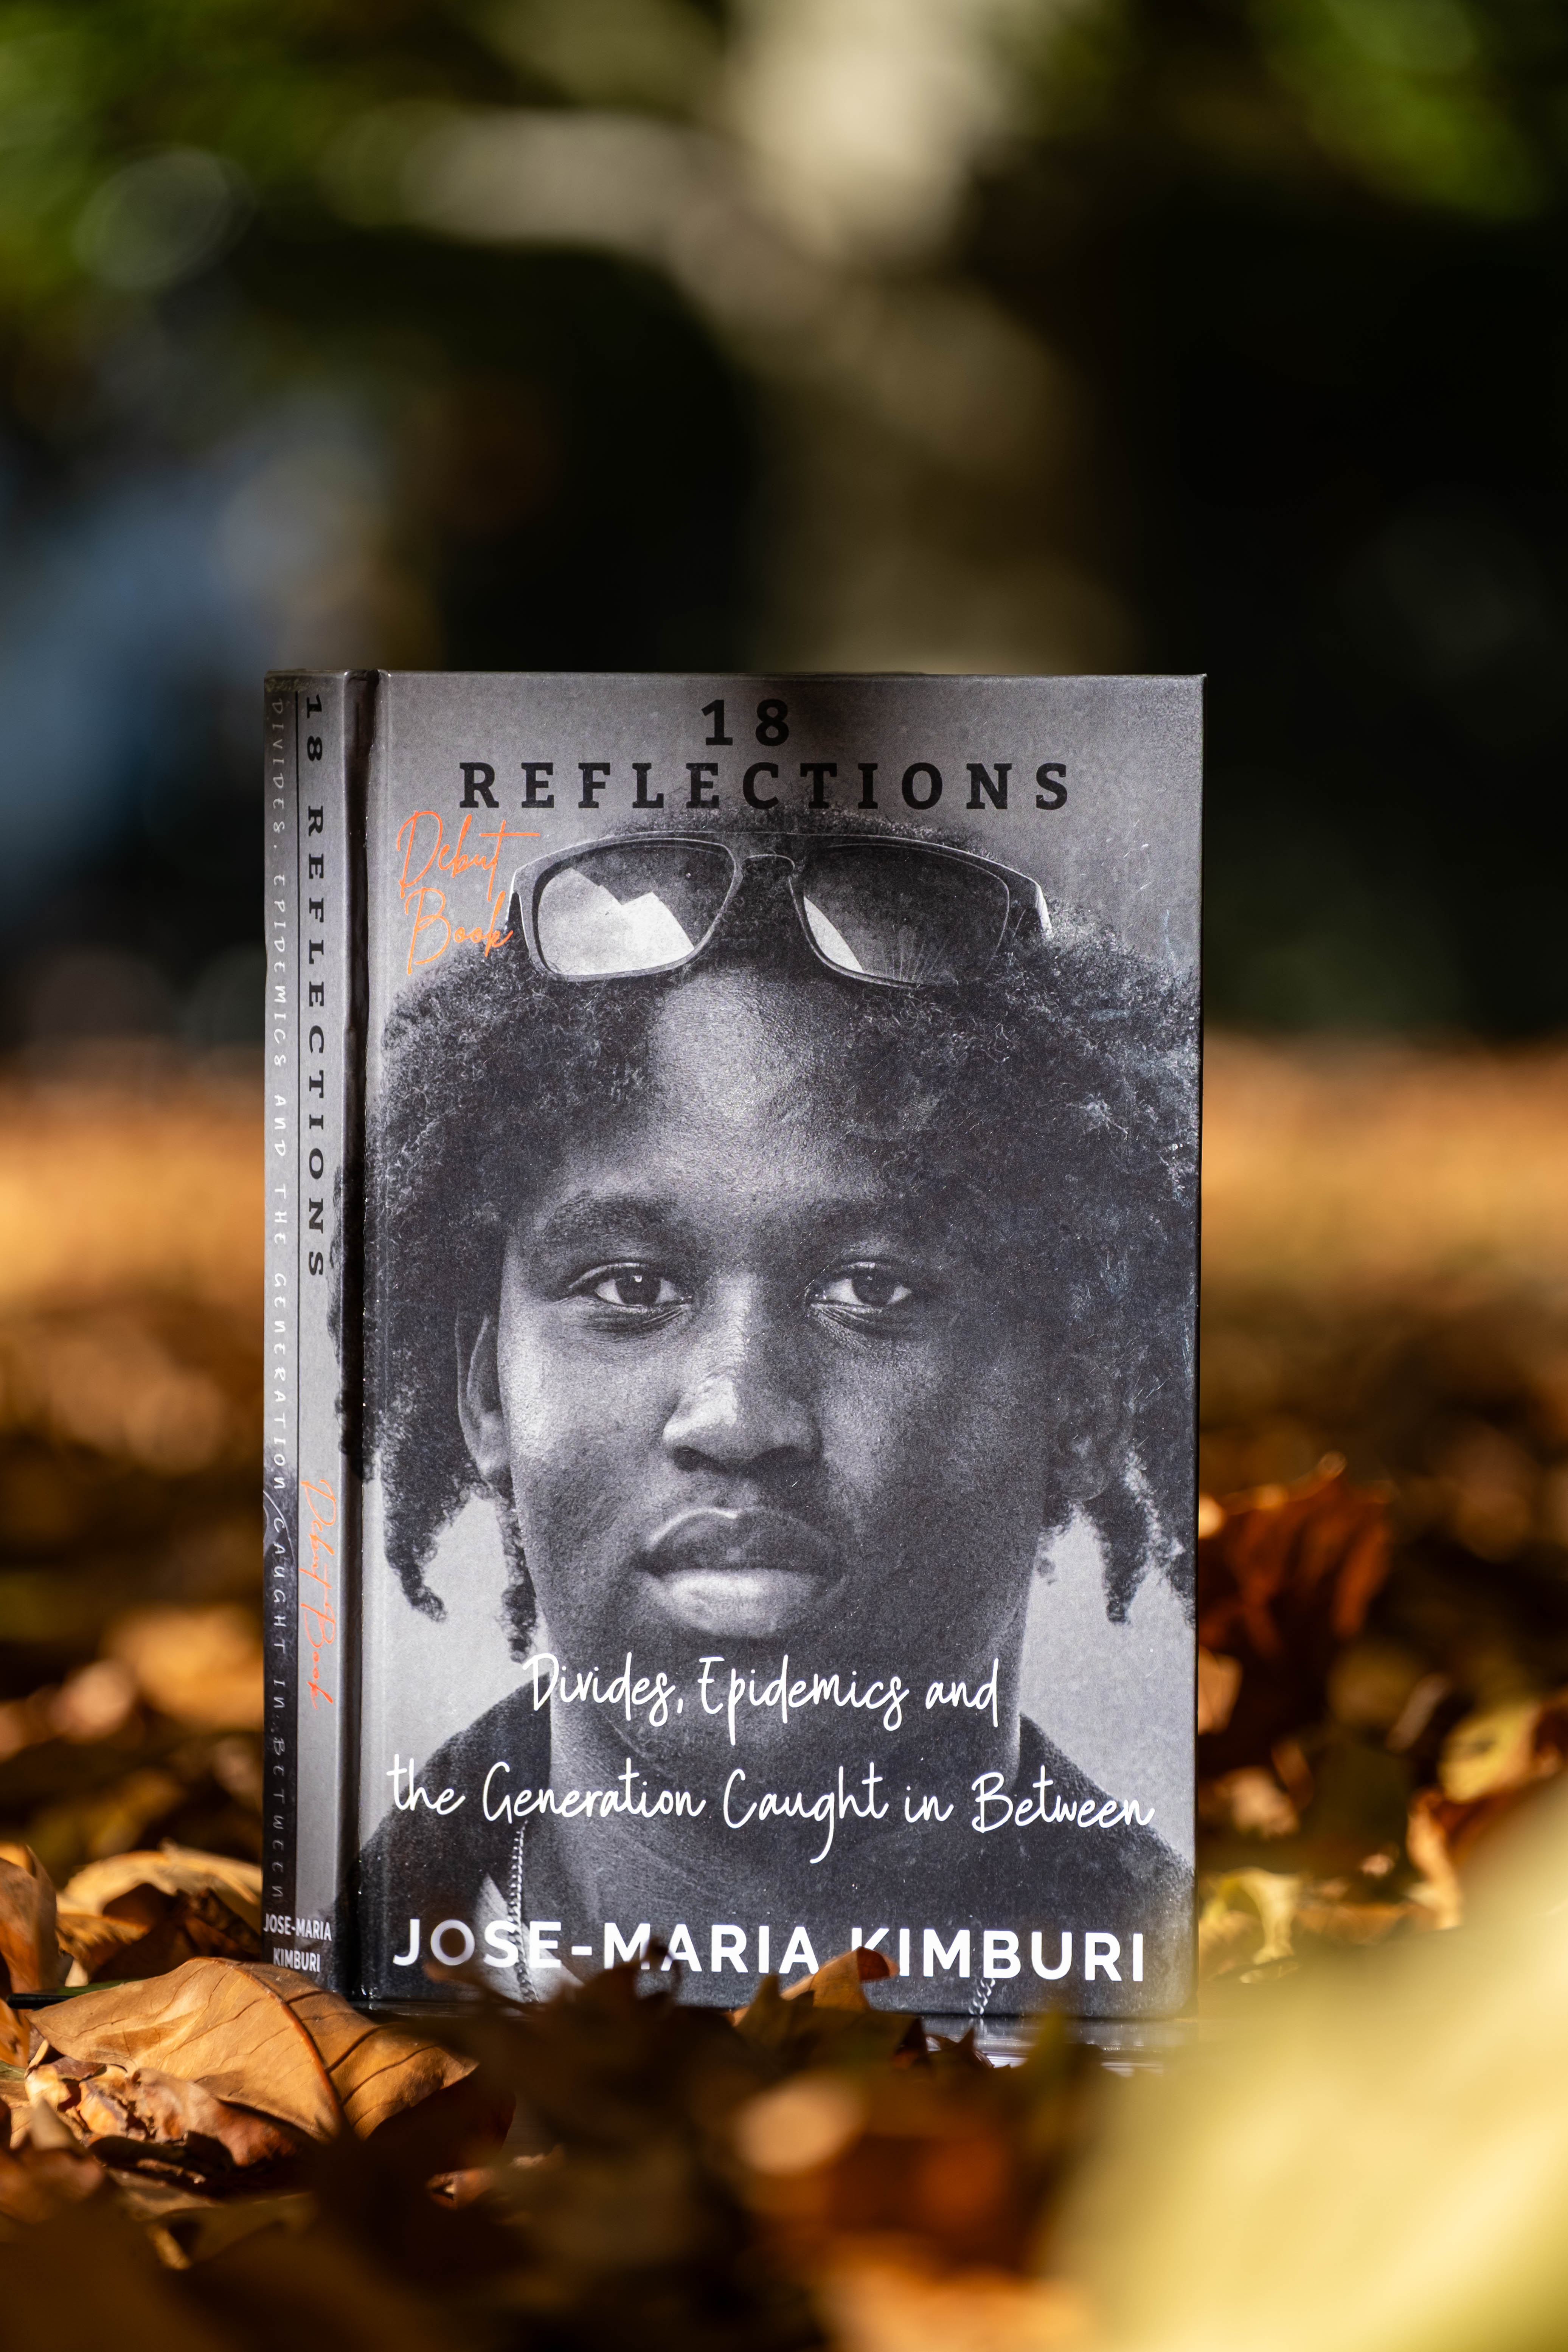 18
REFLECTIONS
Debut
Book
Divides, Epidemics and
the Generation Caught in Between
JOSE-MARIA KIMBURI
18 REFLECTIONS Debut Book
DIVIDES, EPIDEMICS AND THE GENERATION CAUGHT IN BETWEEN
JOSE-MARIA
KIMBURI